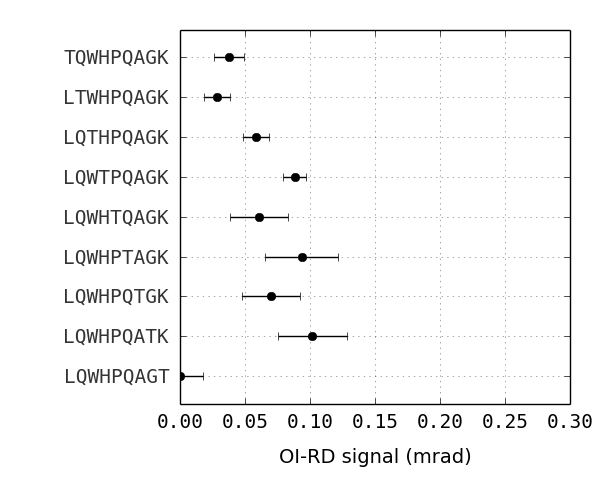 TQWHPQAGK
LTWHPQAGK
LQTHPQAGK
LQWTPQAGK
LQWHTQAGK
LQWHPTAGK
LQWHPQTGK
LQWHPQATK
LQWHPQAGT
0.00 0.05 0.10 0.15 0.20 0.25 0.30
OI-RD signal (mrad)